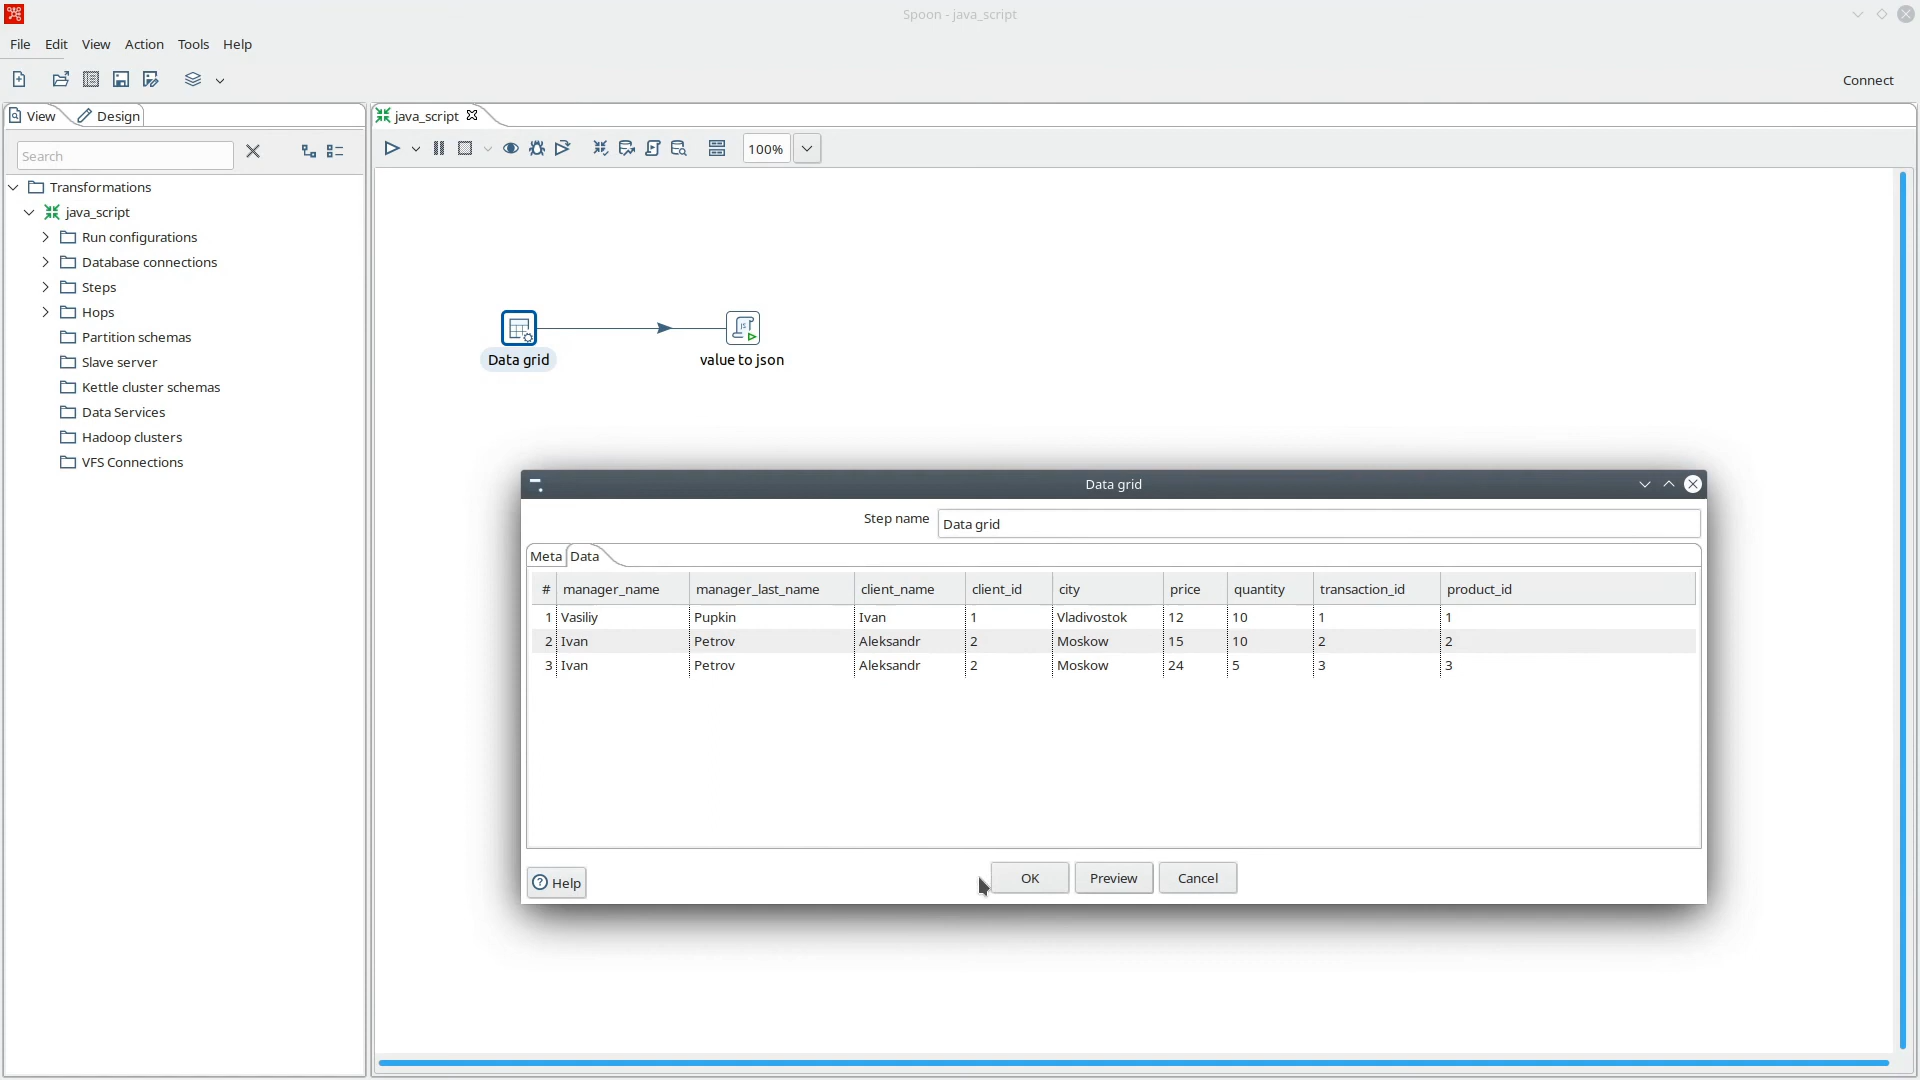 Spoon - java_script
File Edit View Action Tools Help
Connect
View Design
java_script
Search
100%
Transformations
java_script
Run configurations
Database connections
Steps
Hops
Partition schemas
Slave server
Kettle cluster schemas
Data Services
Hadoop clusters
VFS Connections
JS
Data grid
value to json
Data grid
Step name Data grid
Meta Data
# manager_name manager_last_name client_name client_id city price quantity transaction_id product_id
1 Vasiliy Pupkin Ivan 1 Vladivostok 12 10 1 1
2 Ivan Petrov Aleksandr 2 Moskow 15 10 2 2
3 Ivan Petrov Aleksandr 2 Moskow 24 5 3 3
? Help
OK Preview Cancel